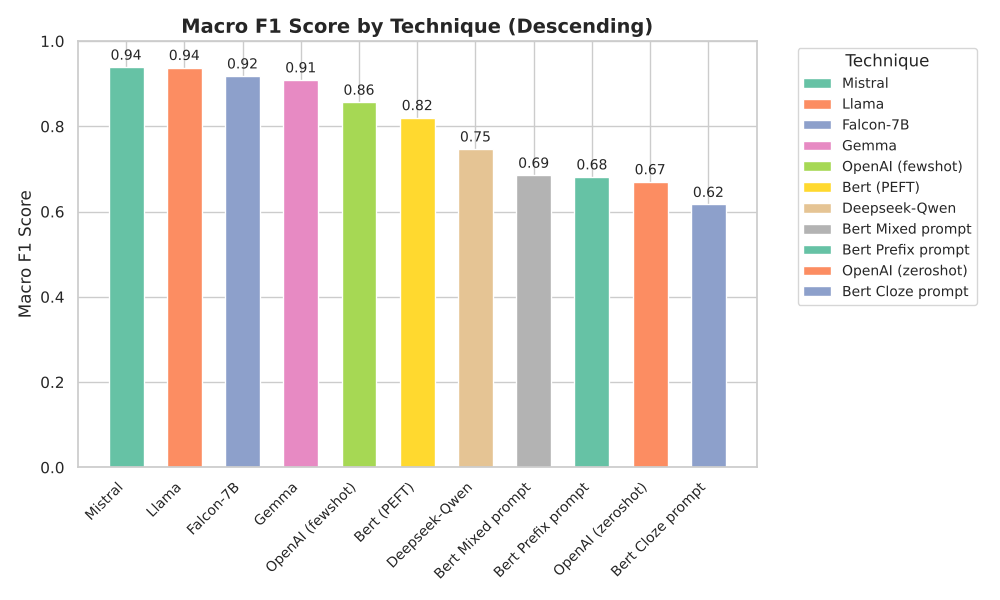 Macro F1 Score by Technique (Descending)
Macro F1 Score
1.0
0.8
0.6
0.4
0.2
0.0
0.94
0.94
0.92
0.91
0.86
0.82
0.75
0.69
0.68
0.67
0.62
Mistral
Llama
Falcon-7B
Gemma
OpenAI (fewshot)
Bert (PEFT)
Deepseek-Qwen
Bert Mixed prompt
Bert Prefix prompt
OpenAI (zeroshot)
Bert Cloze prompt
Technique
Mistral
Llama
Falcon-7B
Gemma
OpenAI (fewshot)
Bert (PEFT)
Deepseek-Qwen
Bert Mixed prompt
Bert Prefix prompt
OpenAI (zeroshot)
Bert Cloze prompt